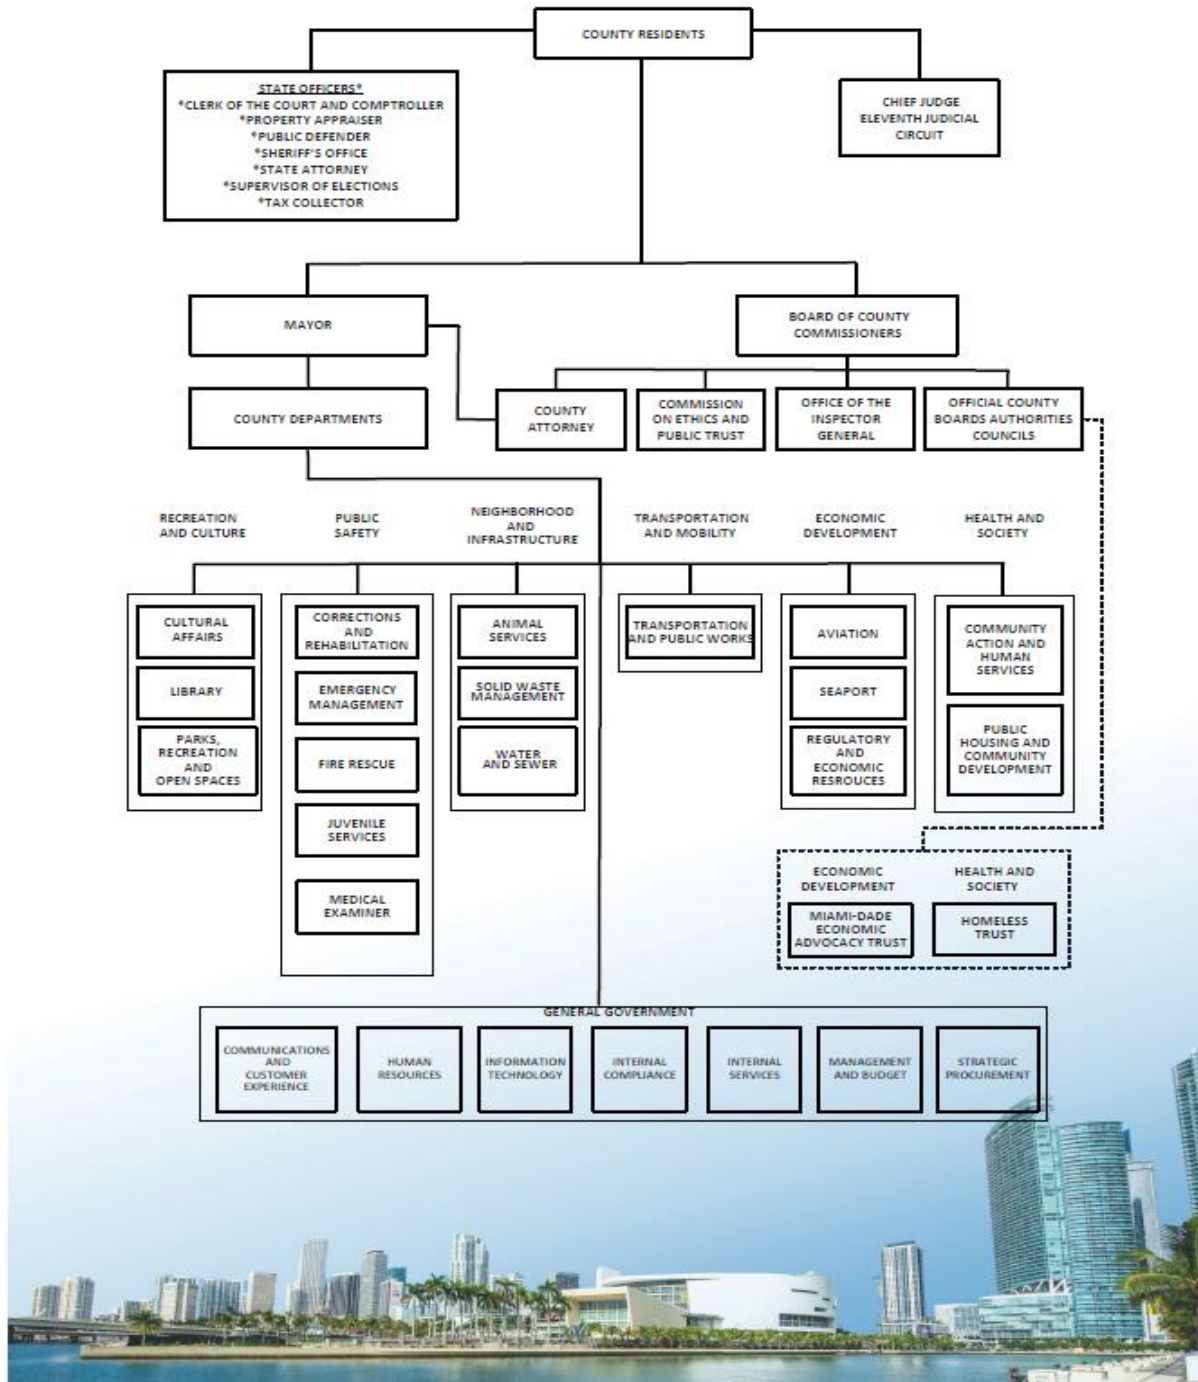 COUNTY RESIDENTS
STATE OFFICERS*
*CLERK OF THE COURT AND COMPTROLLER
*PROPERTY APPRAISER
*PUBLIC DEFENDER
*SHERIFF'S OFFICE
*STATE ATTORNEY
*SUPERVISOR OF ELECTIONS
*TAX COLLECTOR
CHIEF JUDGE
ELEVENTH JUDICIAL
CIRCUIT
MAYOR
BOARD OF COUNTY
COMMISSIONERS
COUNTY DEPARTMENTS
COUNTY
ATTORNEY
COMMISSION
ON ETHICS AND
PUBLIC TRUST
OFFICE OF THE
INSPECTOR
GENERAL
OFFICIAL COUNTY
BOARDS AUTHORITIES
COUNCILS
RECREATION
AND CULTURE
PUBLIC
SAFETY
NEIGHBORHOOD
AND
INFRASTRUCTURE
TRANSPORTATION
AND MOBILITY
ECONOMIC
DEVELOPMENT
HEALTH AND
SOCIETY
CULTURAL
AFFAIRS
LIBRARY
PARKS,
RECREATION
AND
OPEN SPACES
CORRECTIONS
AND
REHABILITATION
EMERGENCY
MANAGEMENT
FIRE RESCUE
JUVENILE
SERVICES
MEDICAL
EXAMINER
ANIMAL
SERVICES
SOLID WASTE
MANAGEMENT
WATER
AND SEWER
TRANSPORTATION
AND PUBLIC WORKS
AVIATION
SEAPORT
REGULATORY
AND
ECONOMIC
RESROUCES
COMMUNITY
ACTION AND
HUMAN
SERVICES
PUBLIC
HOUSING AND
COMMUNITY
DEVELOPMENT
ECONOMIC
DEVELOPMENT
HEALTH AND
SOCIETY
MIAMI-DADE
ECONOMIC
ADVOCACY TRUST
HOMELESS
TRUST
GENERAL GOVERNMENT
COMMUNICATIONS
AND
CUSTOMER
EXPERIENCE
HUMAN
RESOURCES
INFORMATION
TECHNOLOGY
INTERNAL
COMPLIANCE
INTERNAL
SERVICES
MANAGEMENT
AND BUDGET
STRATEGIC
PROCUREMENT